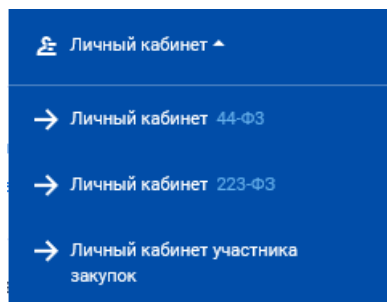 Личный кабинет
Личный кабинет 44-ФЗ
Личный кабинет 223-ФЗ
Личный кабинет участника
закупок